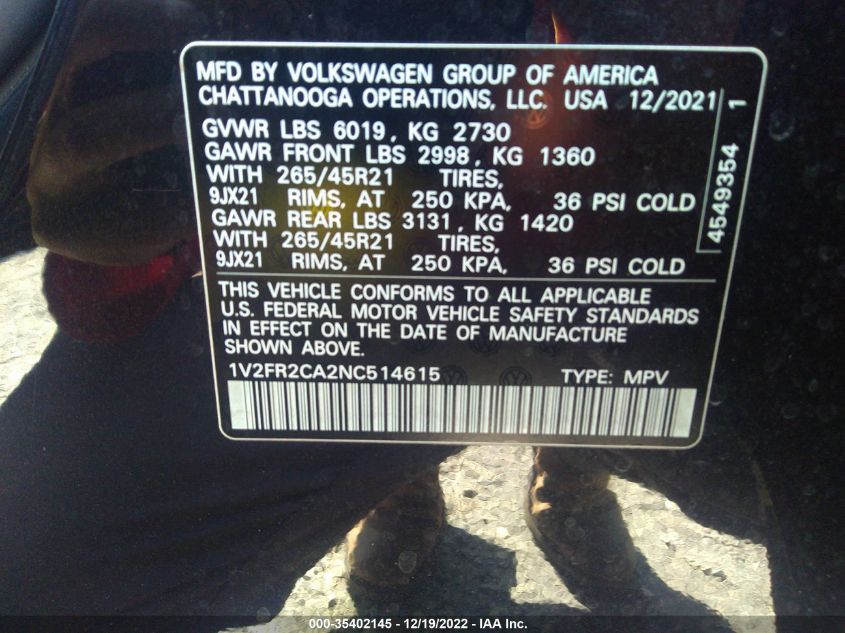 MFD BY VOLKSWAGEN GROUP OF AMERICA
CHATTANOOGA OPERATIONS, LLC. USA 12/2021
GVWR LBS 6019, KG 2730
GAWR FRONT LBS 2998, KG 1360
WITH 265/45R21 TIRES,
9JX21 RIMS, AT 250 KPA, 36 PSI COLD
GAWR REAR LBS 3131, KG 1420
WITH 265/45R21 TIRES,
9JX21 RIMS, AT 250 KPA, 36 PSI COLD
4549354 1
THIS VEHICLE CONFORMS TO ALL APPLICABLE
U.S. FEDERAL MOTOR VEHICLE SAFETY STANDARDS
IN EFFECT ON THE DATE OF MANUFACTURE
SHOWN ABOVE.
1V2FR2CA2NC514615 TYPE: MPV
000-35402145 - 12/19/2022 - IAA Inc.